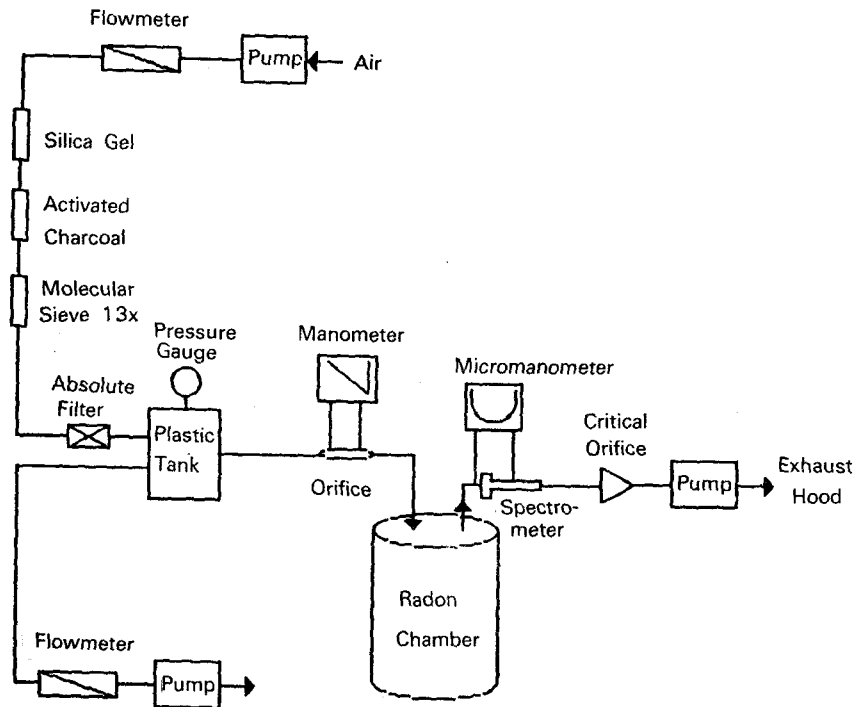 Flowmeter
Pump
Air
Silica Gel
Activated
Charcoal
Molecular
Sieve 13x
Pressure
Gauge
Absolute
Filter
Plastic
Tank
Manometer
Orifice
Micromanometer
Spectro-
meter
Critical
Orifice
Pump
Exhaust
Hood
Radon
Chamber
Flowmeter
Pump